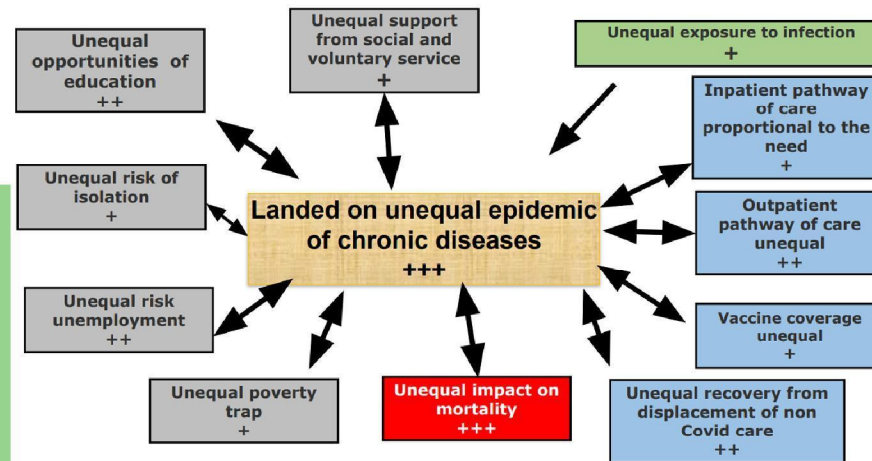 Unequal
opportunities of
education
++
Unequal support
from social and
voluntary service
+
Unequal exposure to infection
+
Inpatient pathway
of care
proportional to the
need
+
Unequal risk of
isolation
+
Landed on unequal epidemic
of chronic diseases
+++
Outpatient
pathway of care
unequal
++
Unequal risk
unemployment
++
Vaccine coverage
unequal
+
Unequal poverty
trap
+
Unequal impact on
mortality
+++
Unequal recovery from
displacement of non
Covid care
++